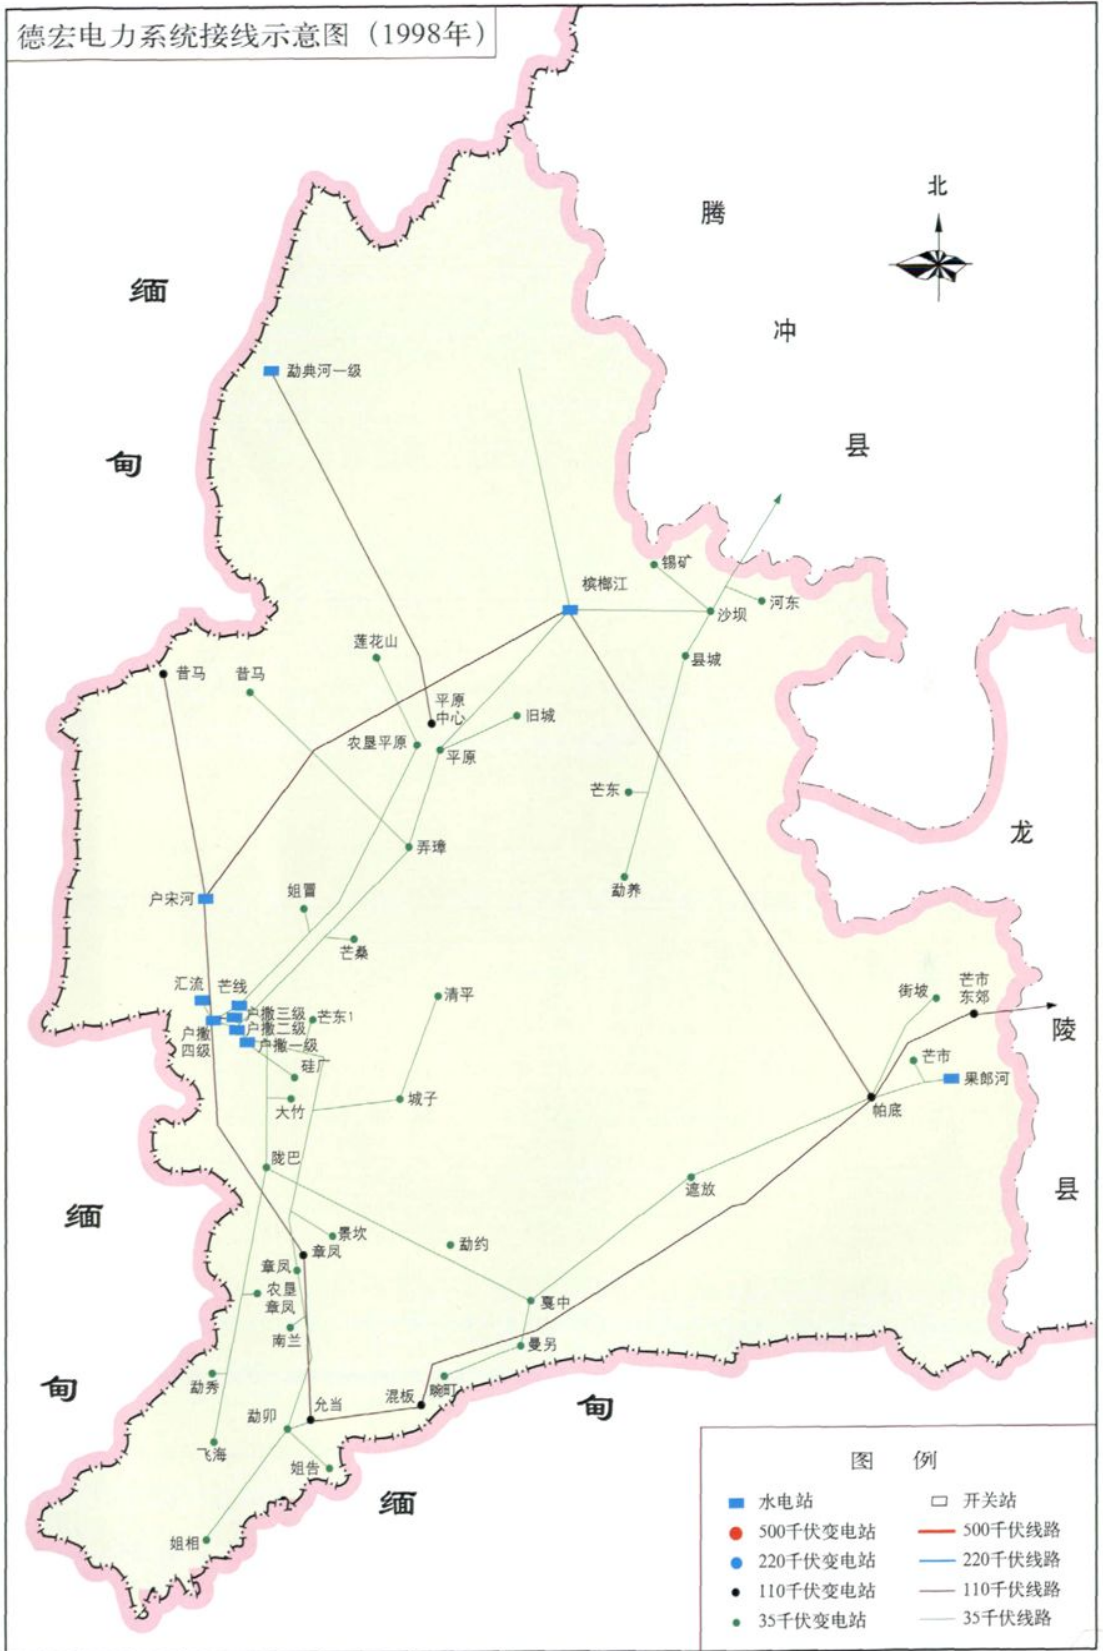 德宏电力系统接线示意图（1998年）
北
腾
冲
县
缅
甸
勐典河一级
锡矿
槟榔江
河东
沙坝
莲花山
县城
昔马
昔马
平原
中心
旧城
农垦平原
平原
芒东
弄璋
龙
陵
县
勐养
姐冒
户宋河
芒桑
汇流
芒线
清平
芒市
东郊
街坡
户撒三级
芒东1
户撒
四级
户撒二级
户撒一级
芒市
硅厂
果郎河
大竹
城子
帕底
陇巴
遮放
缅
甸
景坎
勐约
章凤
章凤
农垦
章凤
戛中
南兰
曼另
勐秀
畹町
混板
甸
允当
勐卯
飞海
姐告
缅
姐相
图 例
水电站
开关站
500千伏变电站
500千伏线路
220千伏变电站
220千伏线路
110千伏变电站
110千伏线路
35千伏变电站
35千伏线路